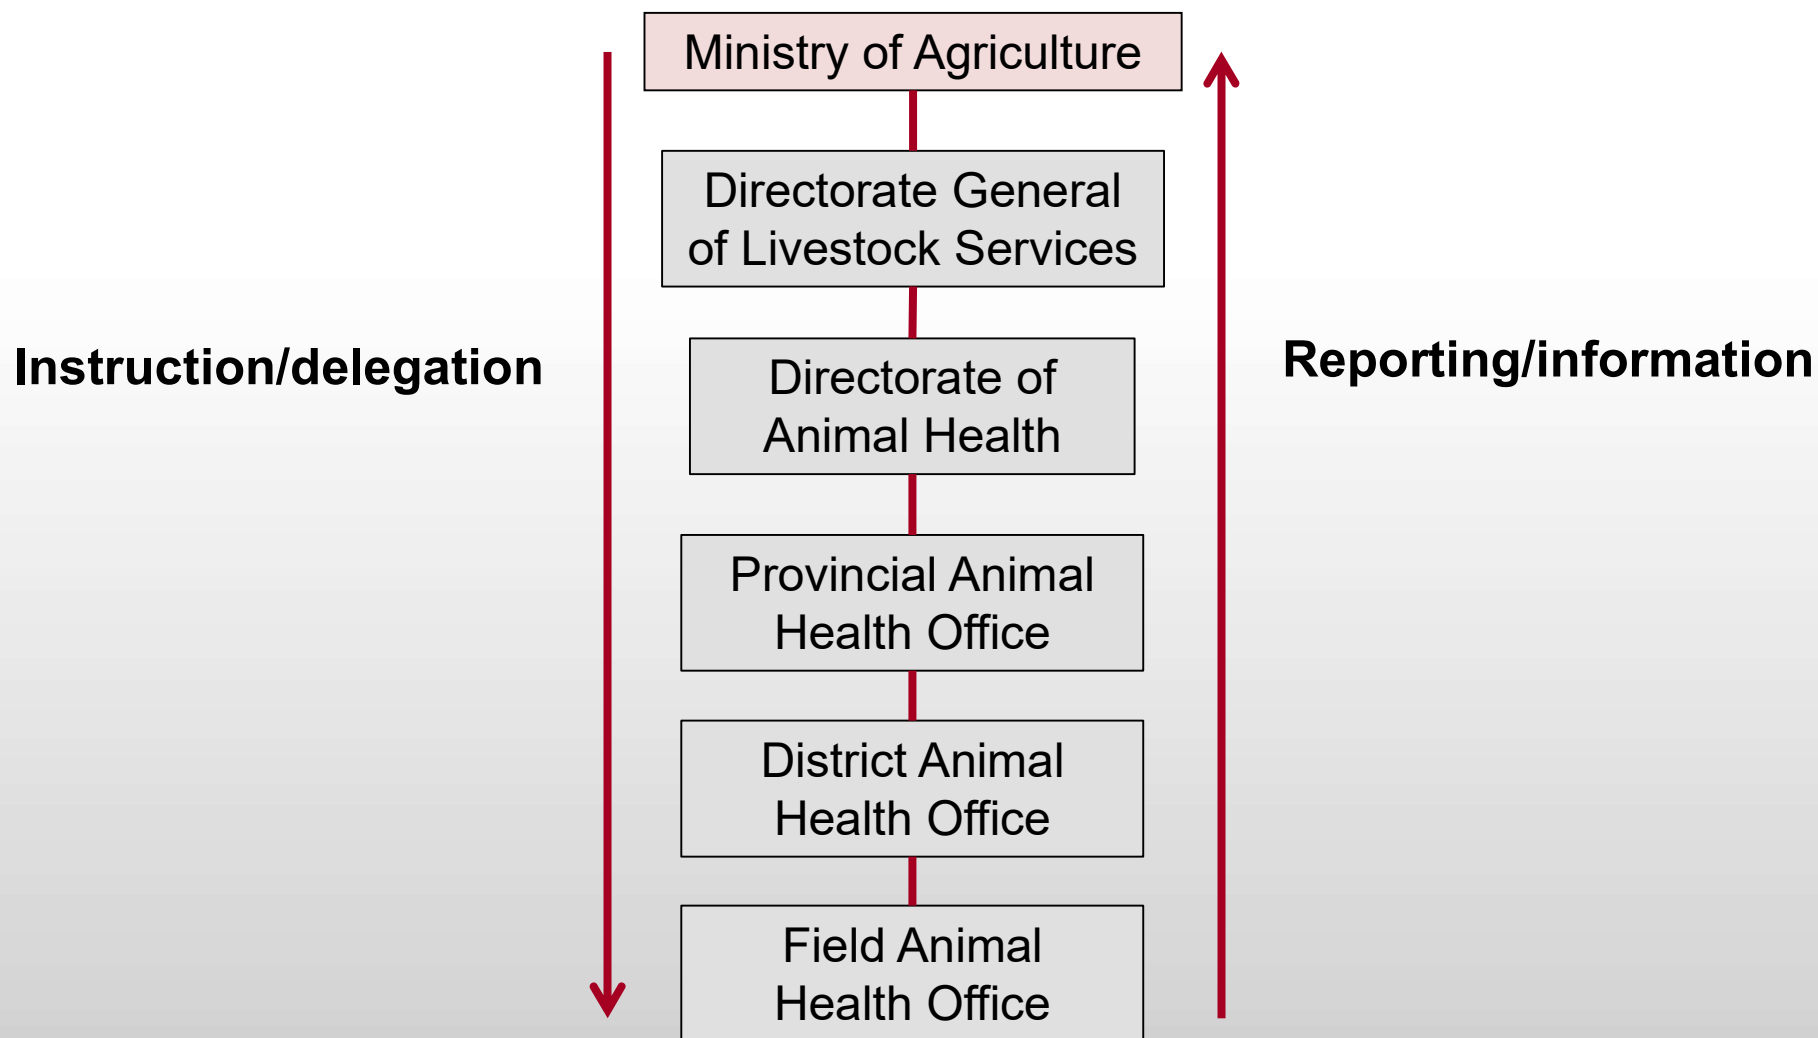 Ministry of Agriculture
Directorate General
of Livestock Services
Instruction/delegation
Reporting/information
Directorate of
Animal Health
Provincial Animal
Health Office
District Animal
Health Office
Field Animal
Health Office